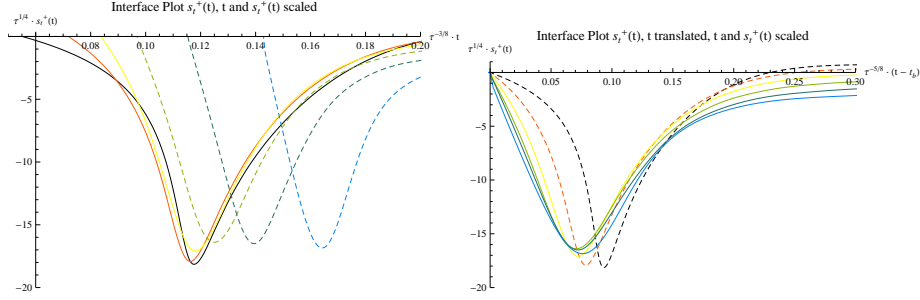 Interface Plot s_t^+(t), t and s_t^+(t) scaled
τ^{1/4} · s_t^+(t)
τ^{-3/8} · t
0.06 0.08 0.10 0.12 0.14 0.16 0.18 0.20
−5
−10
−15
−20
Interface Plot s_t^+(t), t translated, t and s_t^+(t) scaled
τ^{1/4} · s_t^+(t)
τ^{-5/8} · (t − t_b)
0.05 0.10 0.15 0.20 0.25 0.30
−5
−10
−15
−20